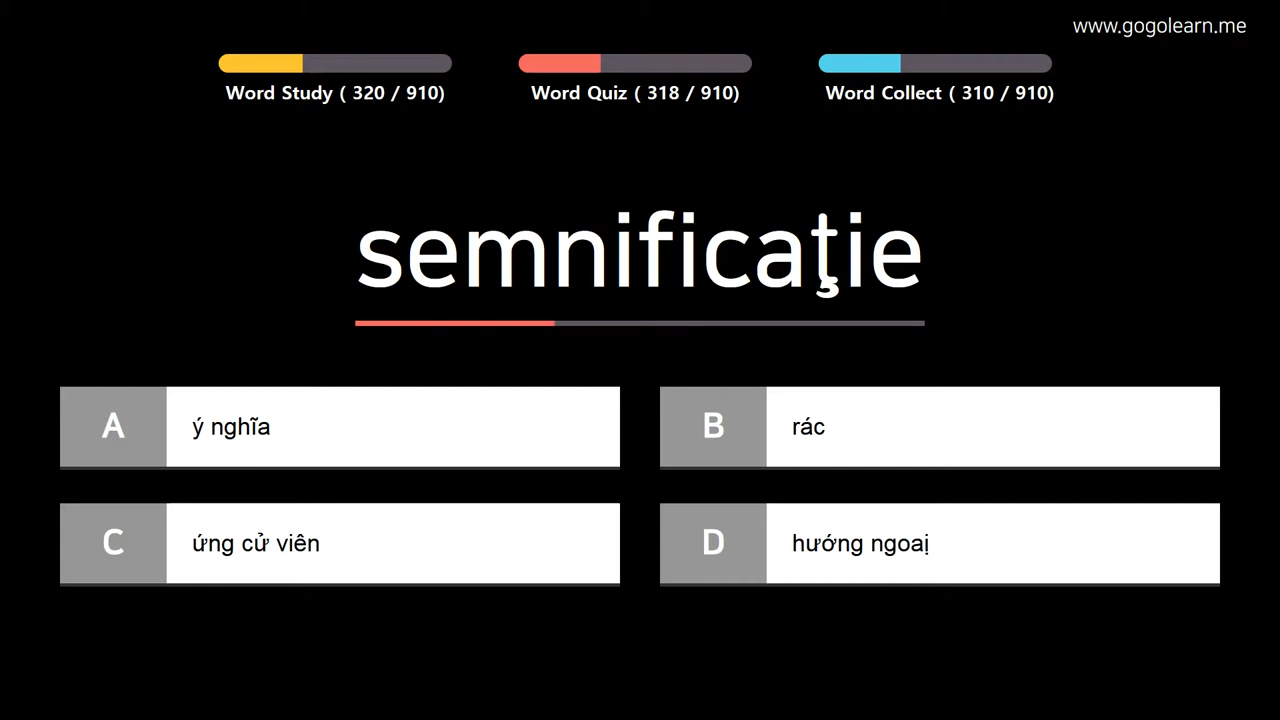 www.gogolearn.me
Word Study ( 320 / 910)
Word Quiz ( 318 / 910)
Word Collect ( 310 / 910)
semnificaţie
A ý nghĩa
B rác
C ứng cử viên
D hướng ngoại